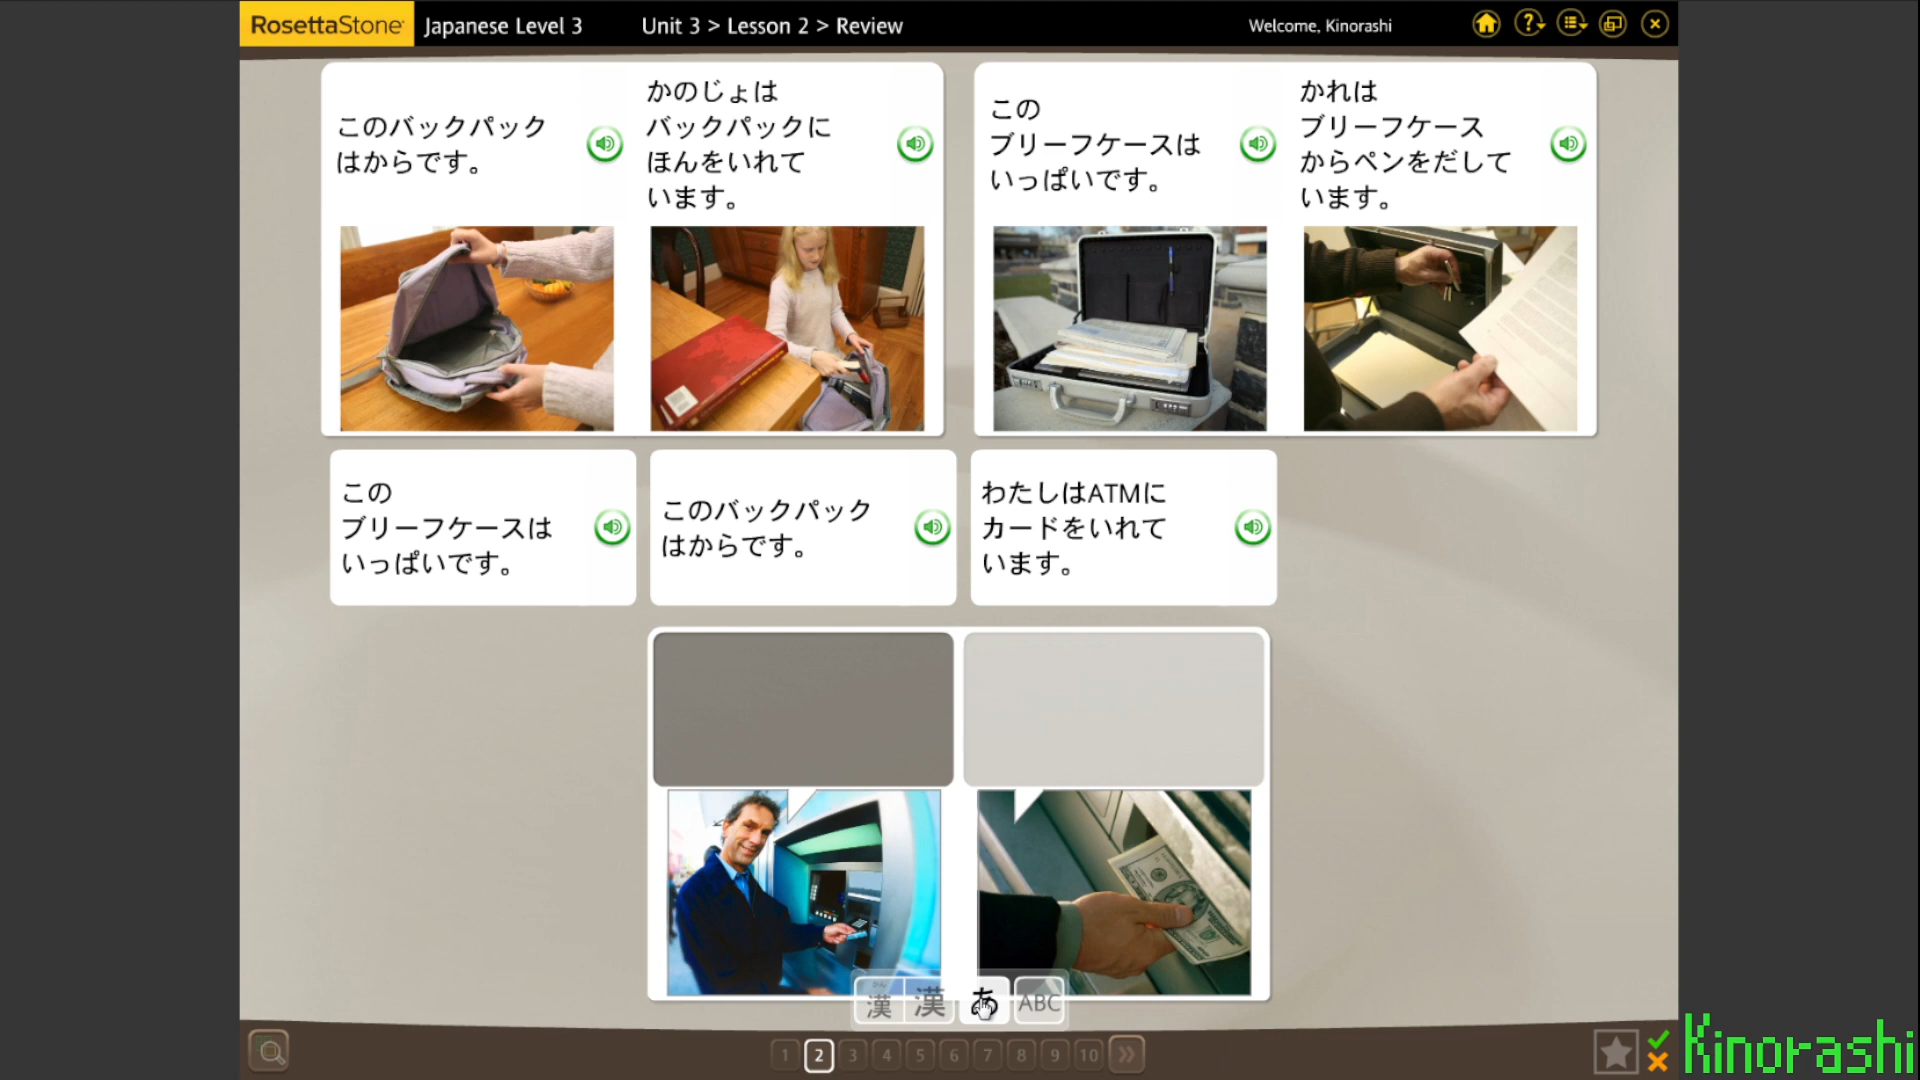 RosettaStone
Japanese Level 3
Unit 3 > Lesson 2 > Review
Welcome, Kinorashi
このバックパック
はからです。
かのじょは
バックパックに
ほんをいれて
います。
この
ブリーフケースは
いっぱいです。
かれは
ブリーフケース
からペンをだして
います。
この
ブリーフケースは
いっぱいです。
このバックパック
はからです。
わたしはATMに
カードをいれて
います。
かん
漢
漢
あ
ABC
1 2 3 4 5 6 7 8 9 10
Kinorashi